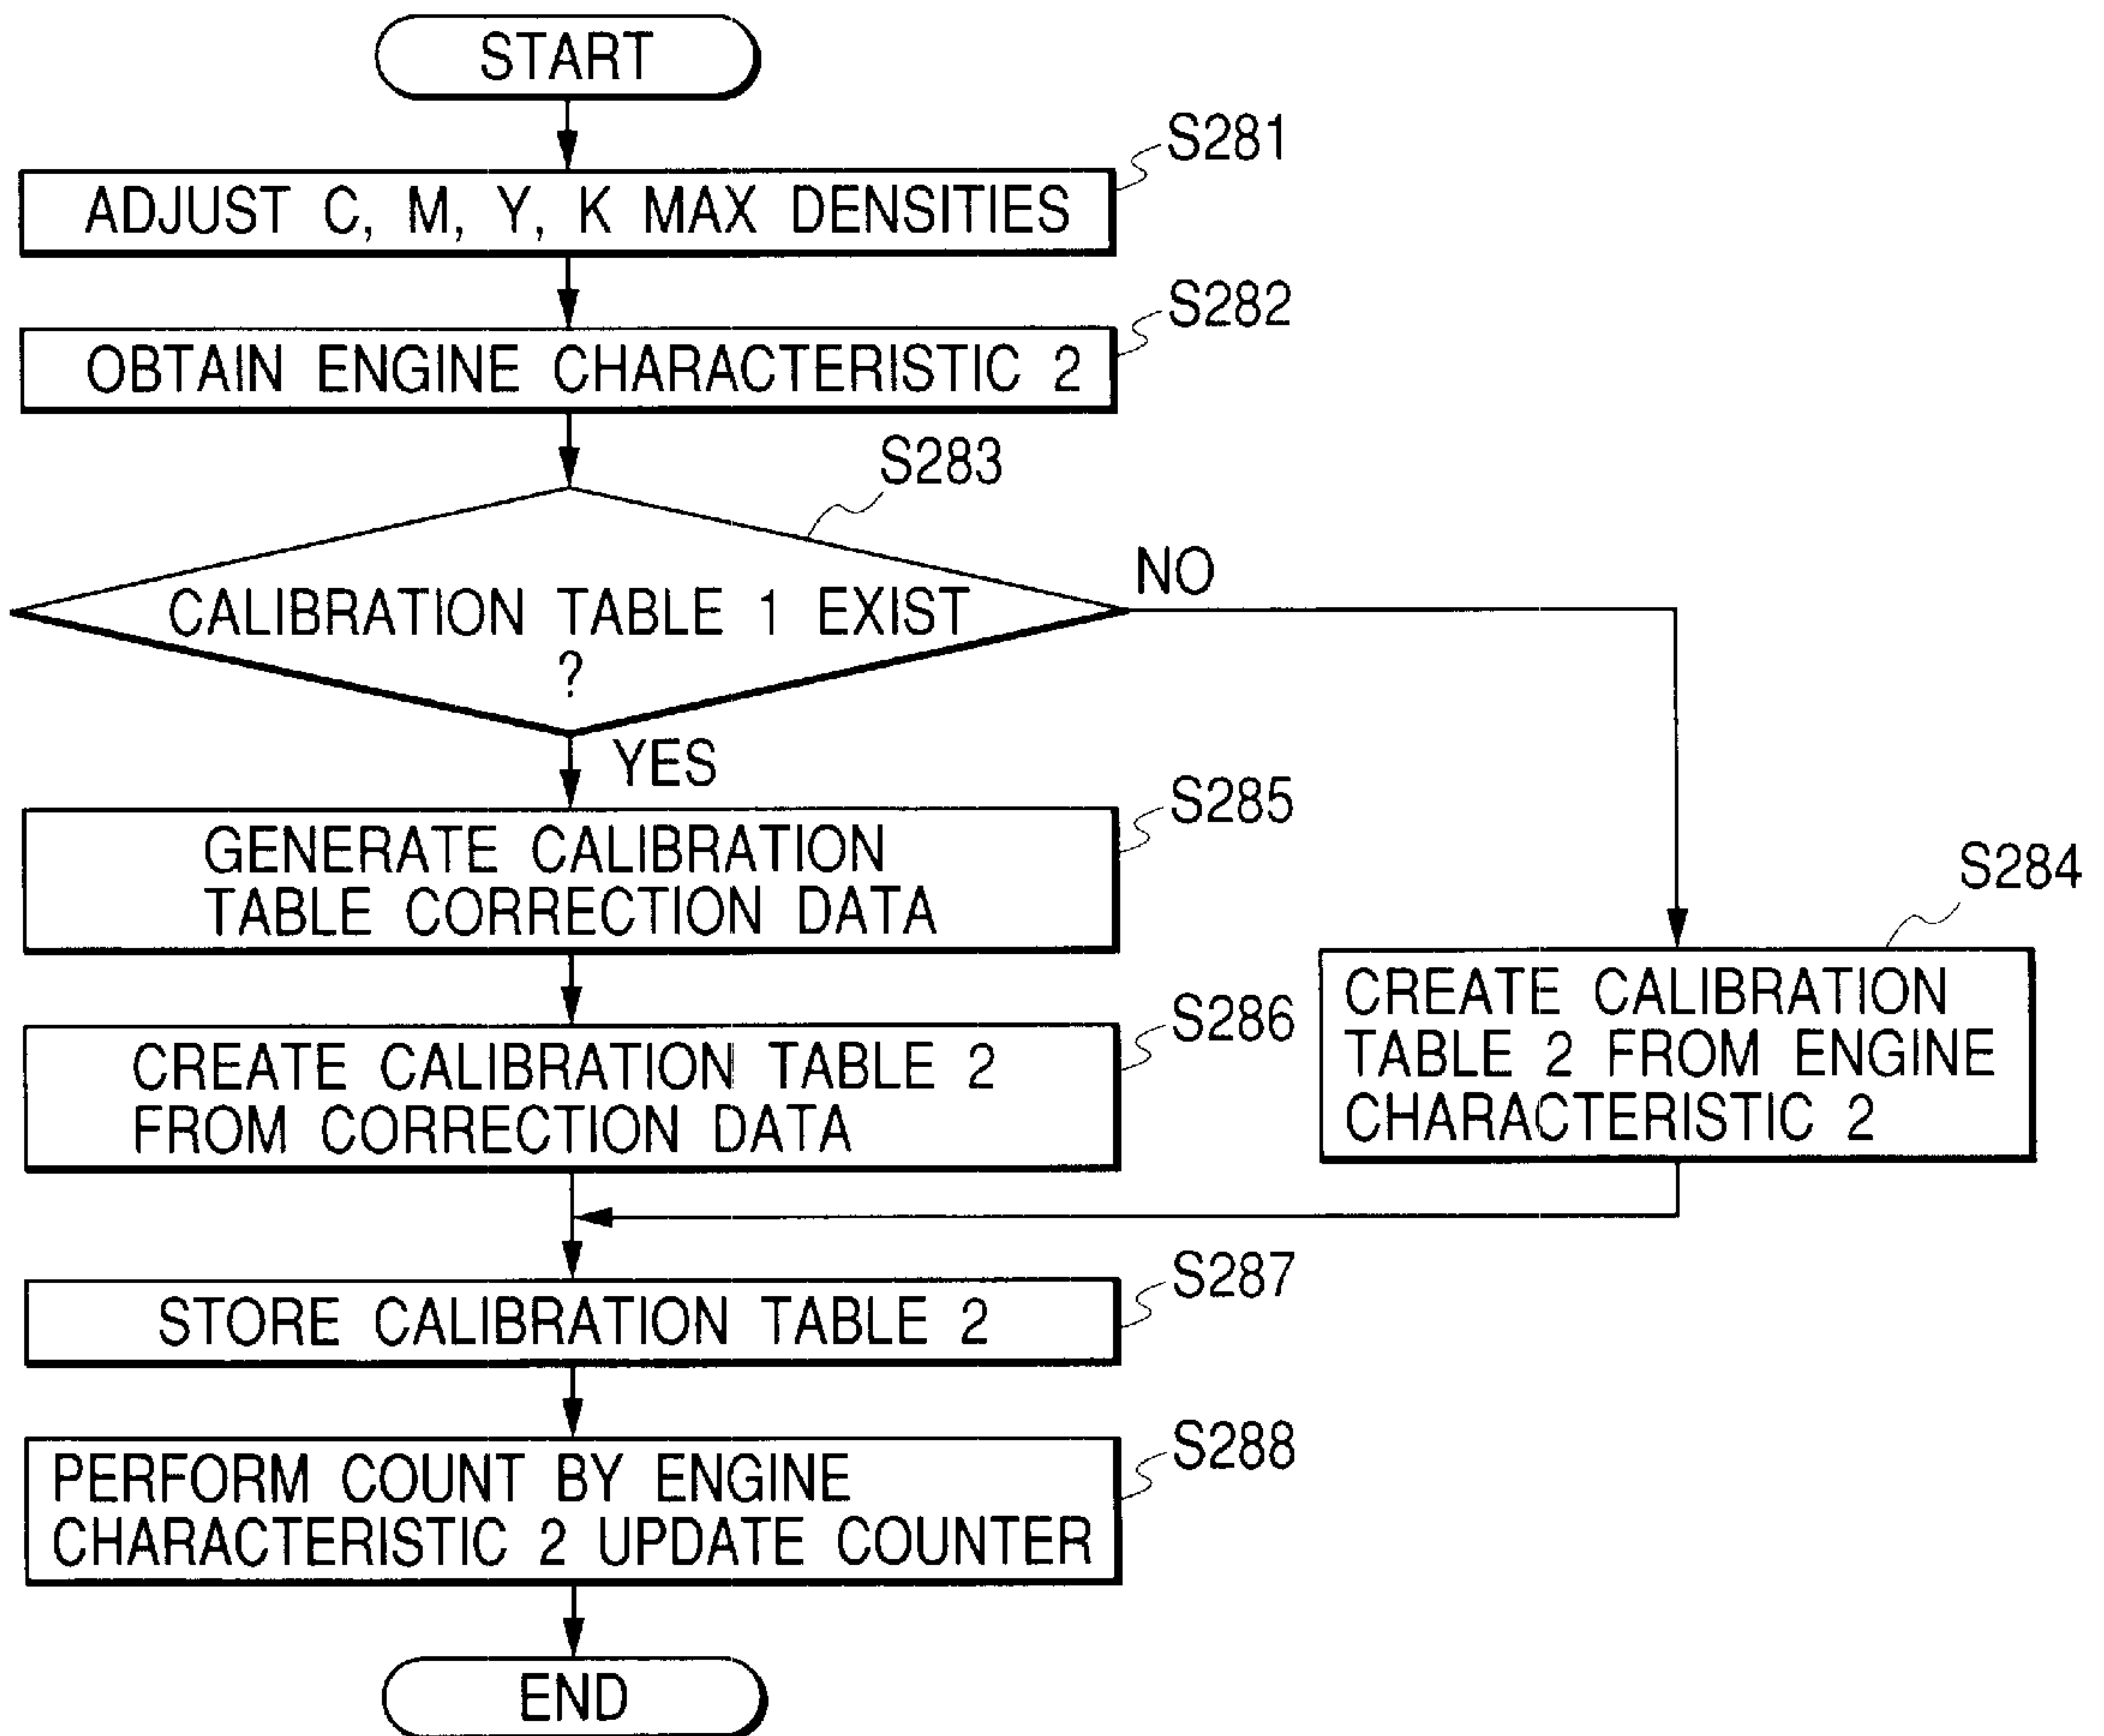 START
S281
ADJUST C, M, Y, K MAX DENSITIES
S282
OBTAIN ENGINE CHARACTERISTIC 2
S283
CALIBRATION TABLE 1 EXIST
?
NO
YES
S285
GENERATE CALIBRATION
TABLE CORRECTION DATA
S284
CREATE CALIBRATION
TABLE 2 FROM ENGINE
CHARACTERISTIC 2
S286
CREATE CALIBRATION TABLE 2
FROM CORRECTION DATA
S287
STORE CALIBRATION TABLE 2
S288
PERFORM COUNT BY ENGINE
CHARACTERISTIC 2 UPDATE COUNTER
END